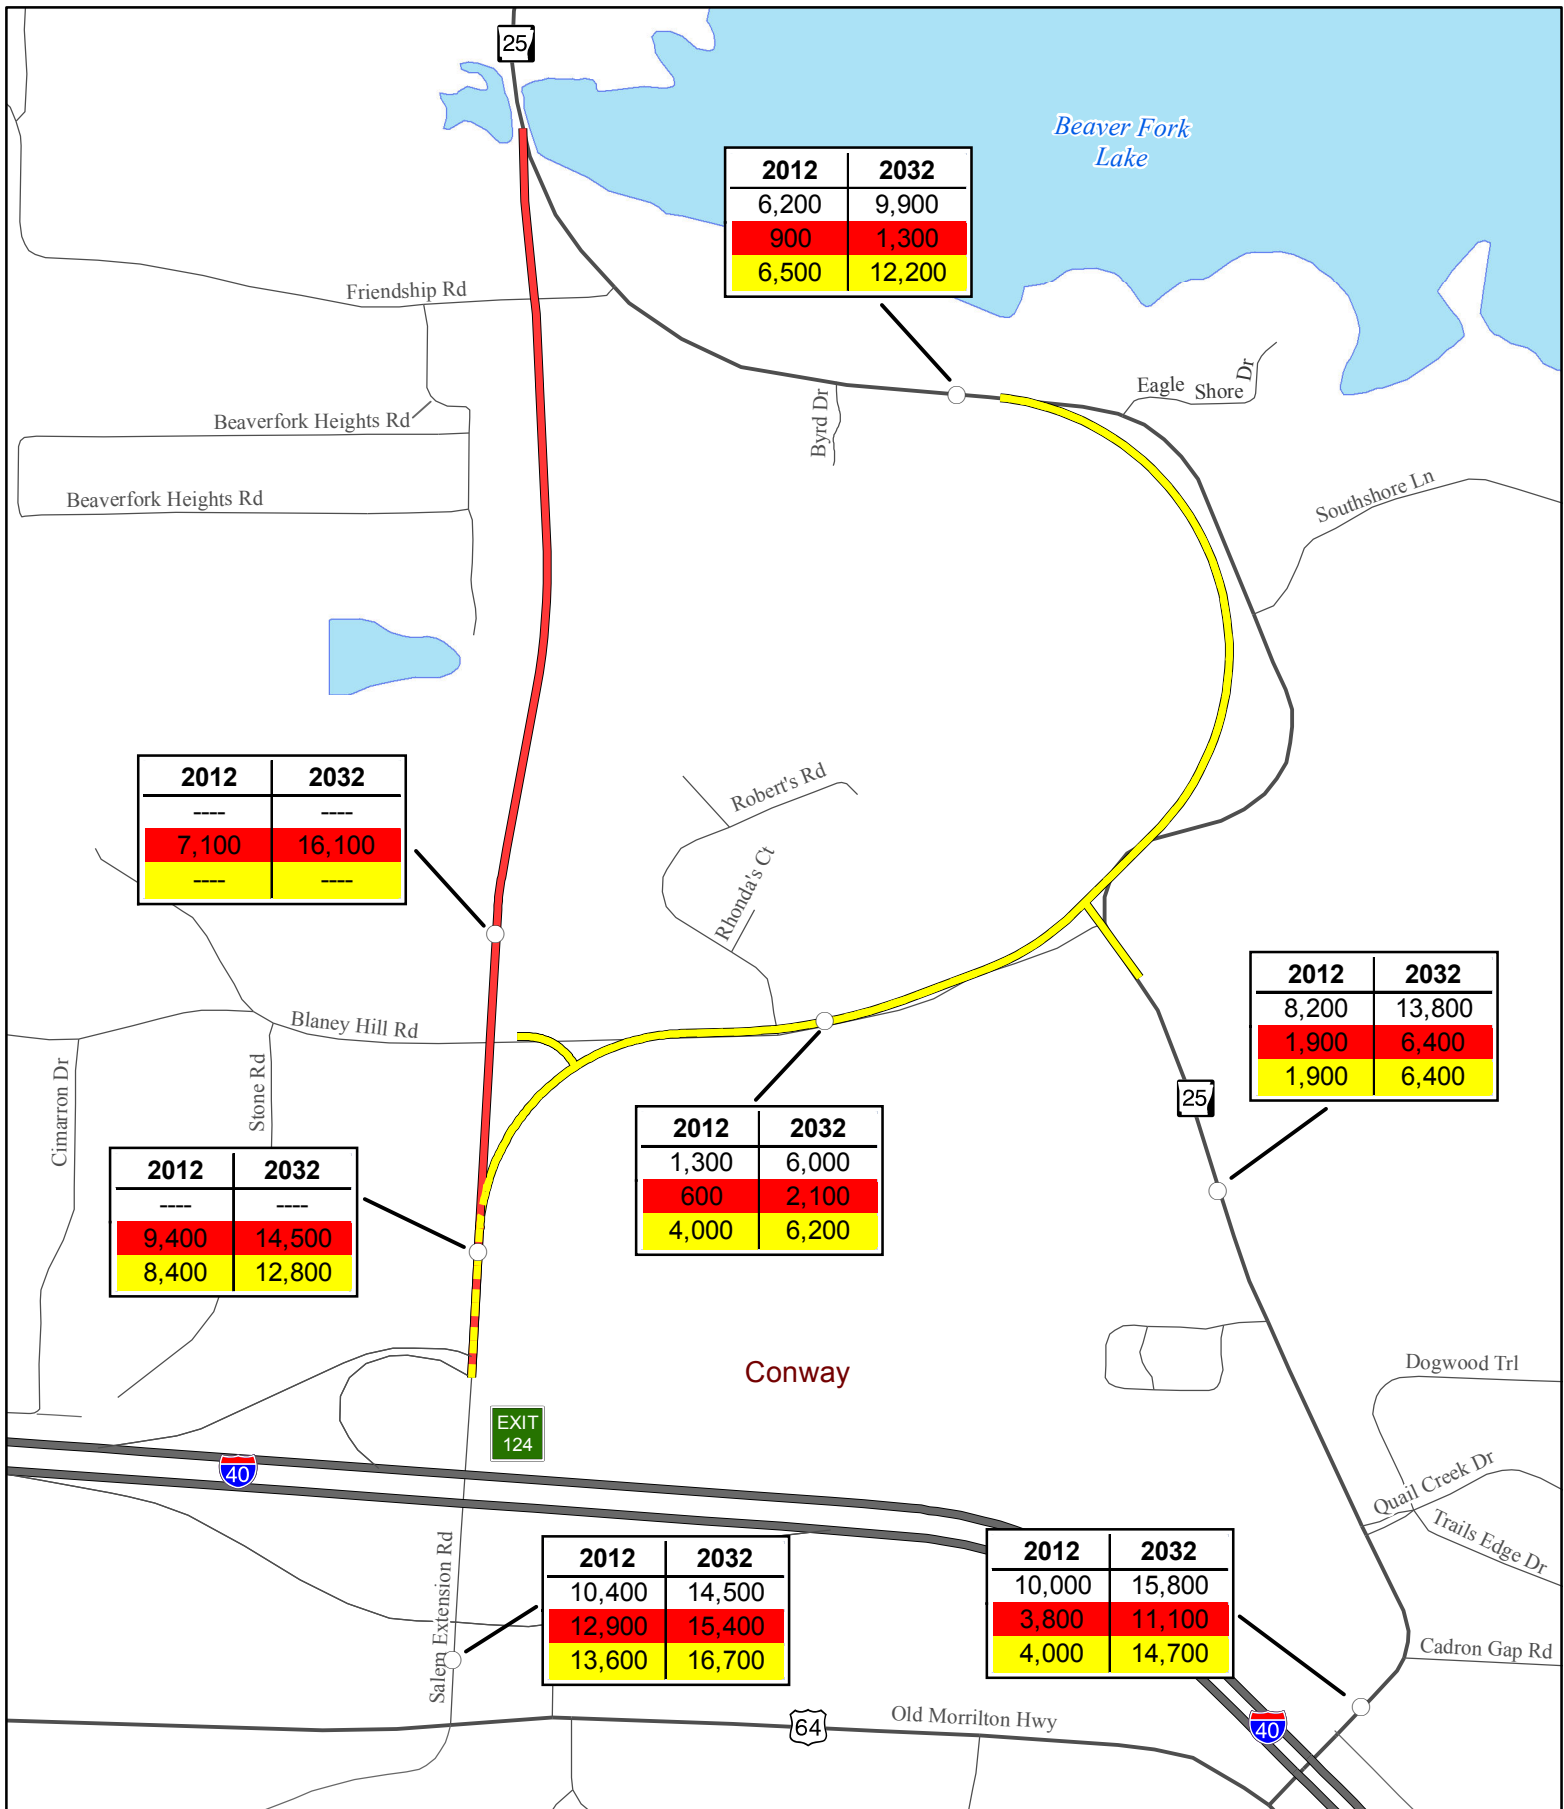 25
Beaver Fork
Lake
2012 2032
6,200 9,900
900 1,300
6,500 12,200
Friendship Rd
Eagle Shore Dr
Byrd Dr
Beaverfork Heights Rd
Beaverfork Heights Rd
Southshore Ln
2012 2032
---- ----
7,100 16,100
---- ----
Robert's Rd
Rhonda's Ct
Blaney Hill Rd
Cimarron Dr
Stone Rd
2012 2032
8,200 13,800
1,900 6,400
1,900 6,400
25
2012 2032
1,300 6,000
600 2,100
4,000 6,200
2012 2032
---- ----
9,400 14,500
8,400 12,800
Conway
Dogwood Trl
EXIT
124
40
Quail Creek Dr
Trails Edge Dr
Salem Extension Rd
2012 2032
10,400 14,500
12,900 15,400
13,600 16,700
2012 2032
10,000 15,800
3,800 11,100
4,000 14,700
Cadron Gap Rd
64
Old Morrilton Hwy
40